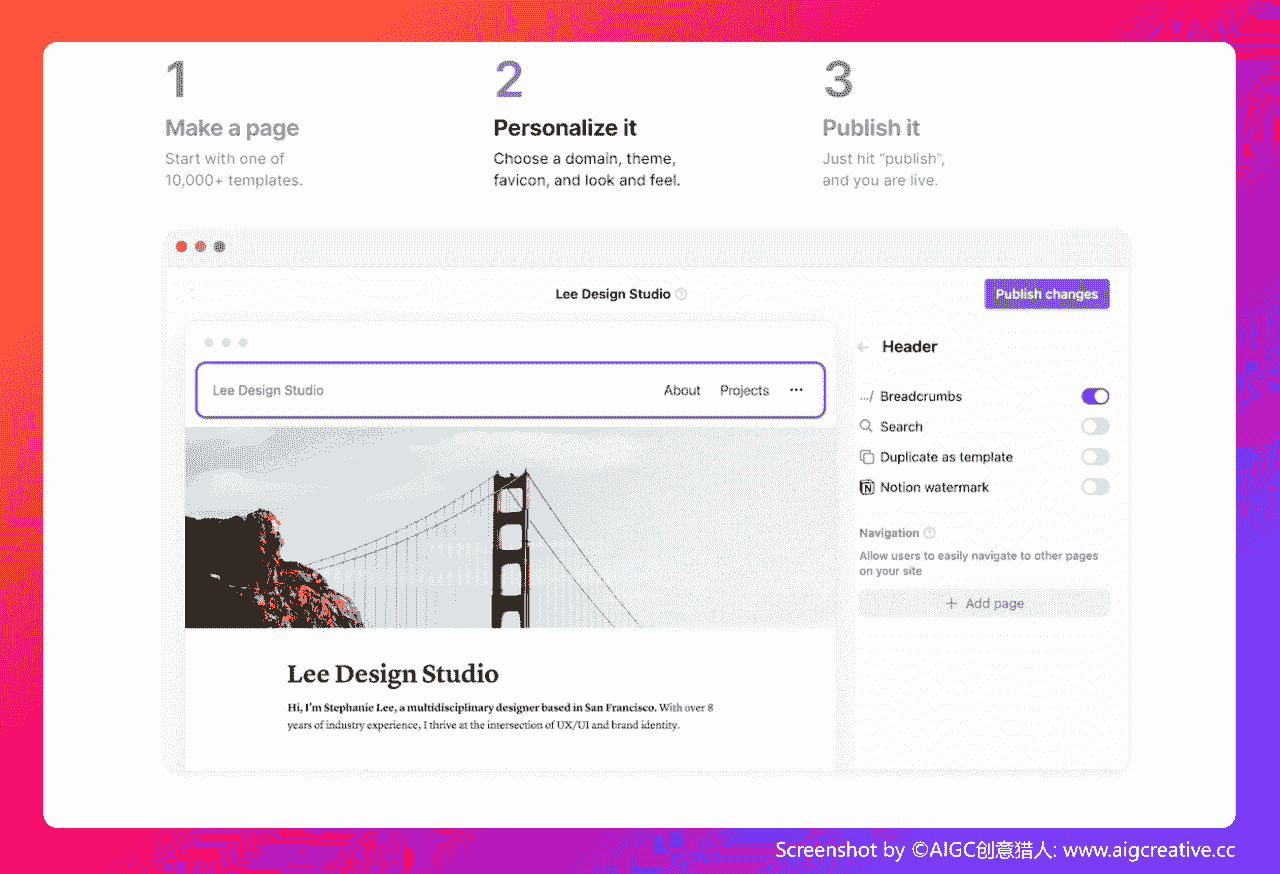 1
Make a page
Start with one of
10,000+ templates.
2
Personalize it
Choose a domain, theme,
favicon, and look and feel.
3
Publish it
Just hit “publish”,
and you are live.
Lee Design Studio
Publish changes
Lee Design Studio
About
Projects
Header
.../ Breadcrumbs
Search
Duplicate as template
Notion watermark
Navigation
Allow users to easily navigate to other pages
on your site
+ Add page
Lee Design Studio
Hi, I’m Stephanie Lee, a multidisciplinary designer based in San Francisco. With over 8
years of industry experience, I thrive at the intersection of UX/UI and brand identity.
Screenshot by ©AIGC创意猎人: www.aigcreative.cc